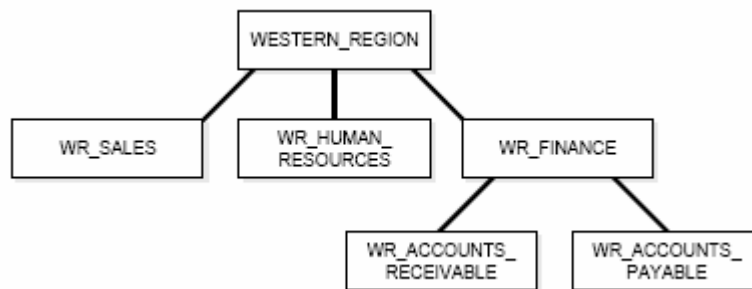 WESTERN_REGION
WR_SALES
WR_HUMAN_
RESOURCES
WR_FINANCE
WR_ACCOUNTS_
RECEIVABLE
WR_ACCOUNTS_
PAYABLE